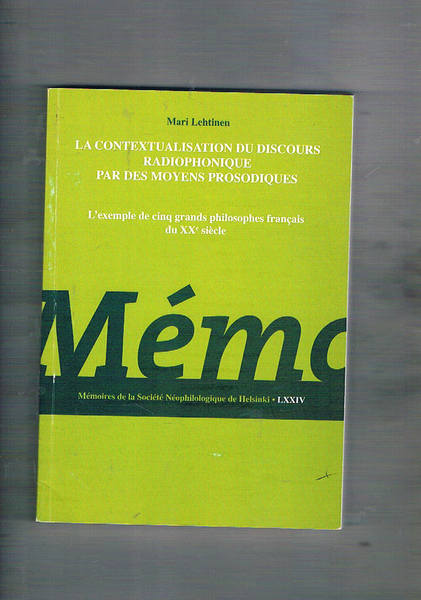 Mari Lehtinen
LA CONTEXTUALISATION DU DISCOURS
RADIOPHONIQUE
PAR DES MOYENS PROSODIQUES
L'exemple de cinq grands philosophes français
du XXe siècle
Mémo
Mémoires de la Société Néophilologique de Helsinki • LXXIV